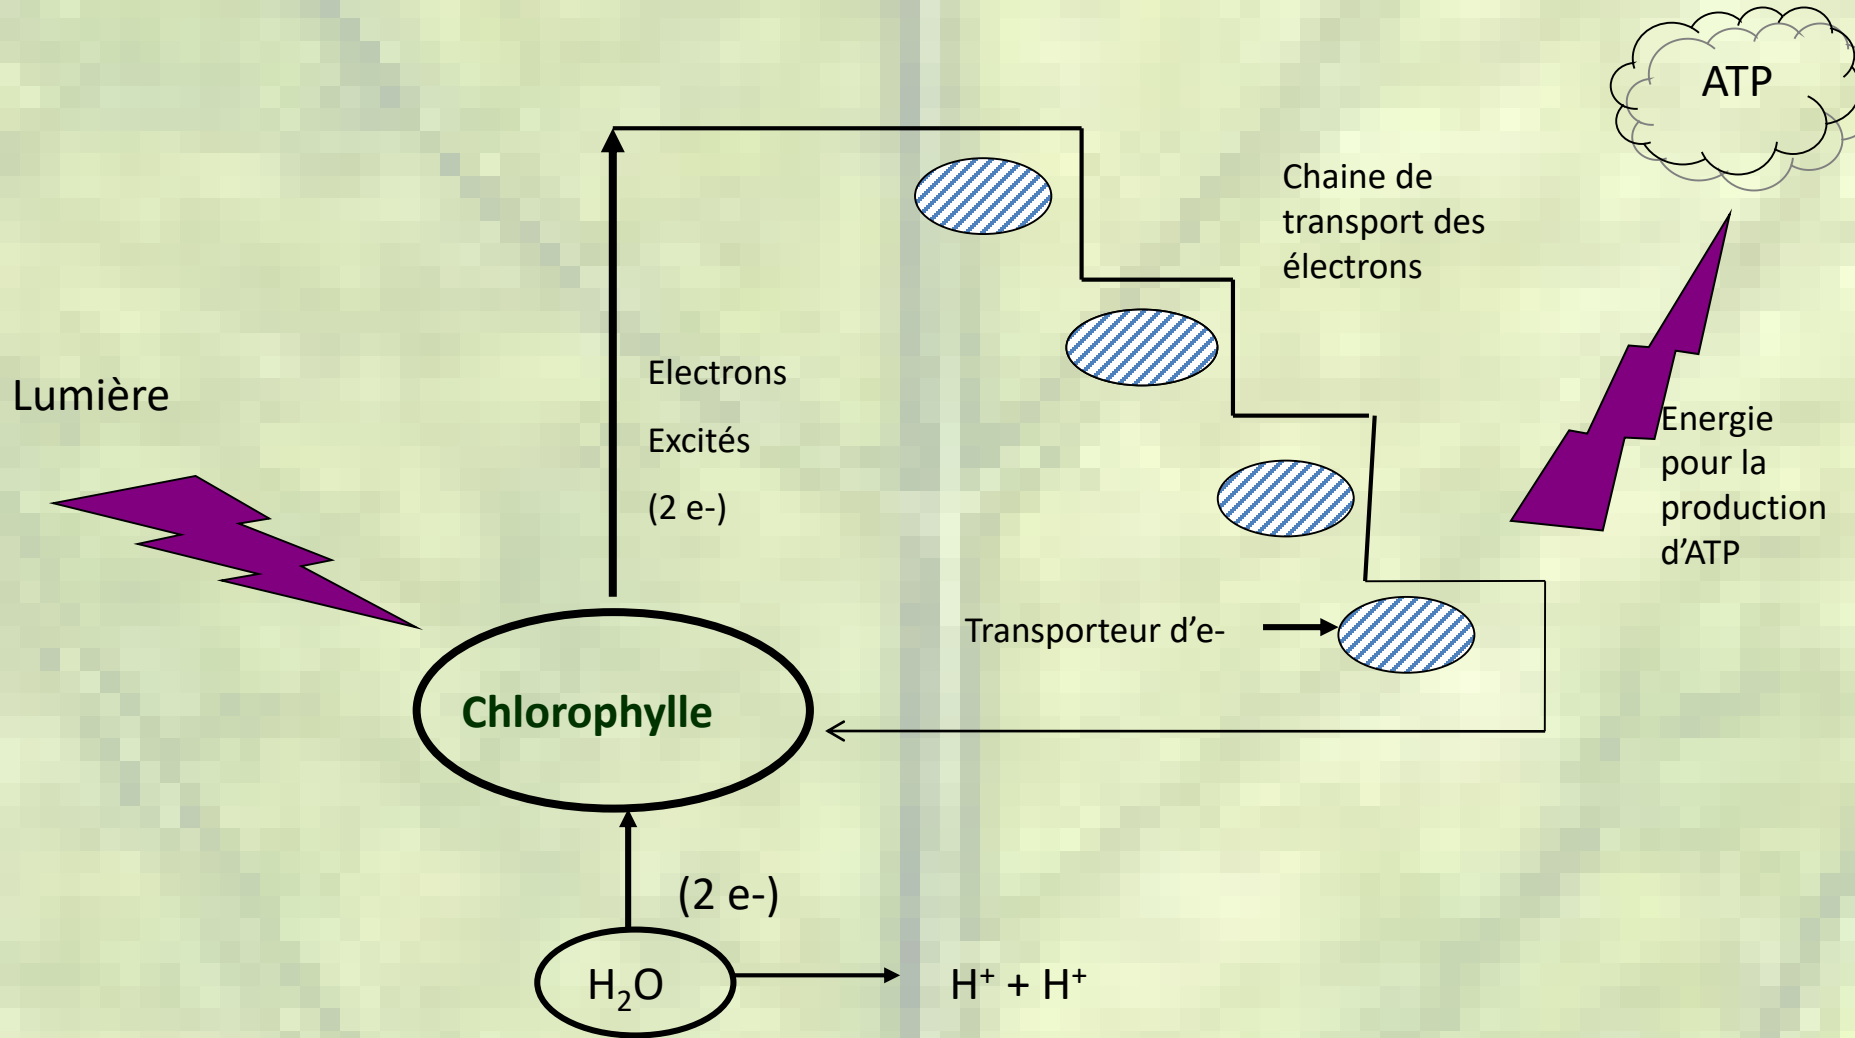 ATP
Chaine de
transport des
électrons
Electrons
Excités
(2 e-)
Lumière
Energie
pour la
production
d’ATP
Transporteur d’e-
Chlorophylle
(2 e-)
H₂O
H⁺ + H⁺